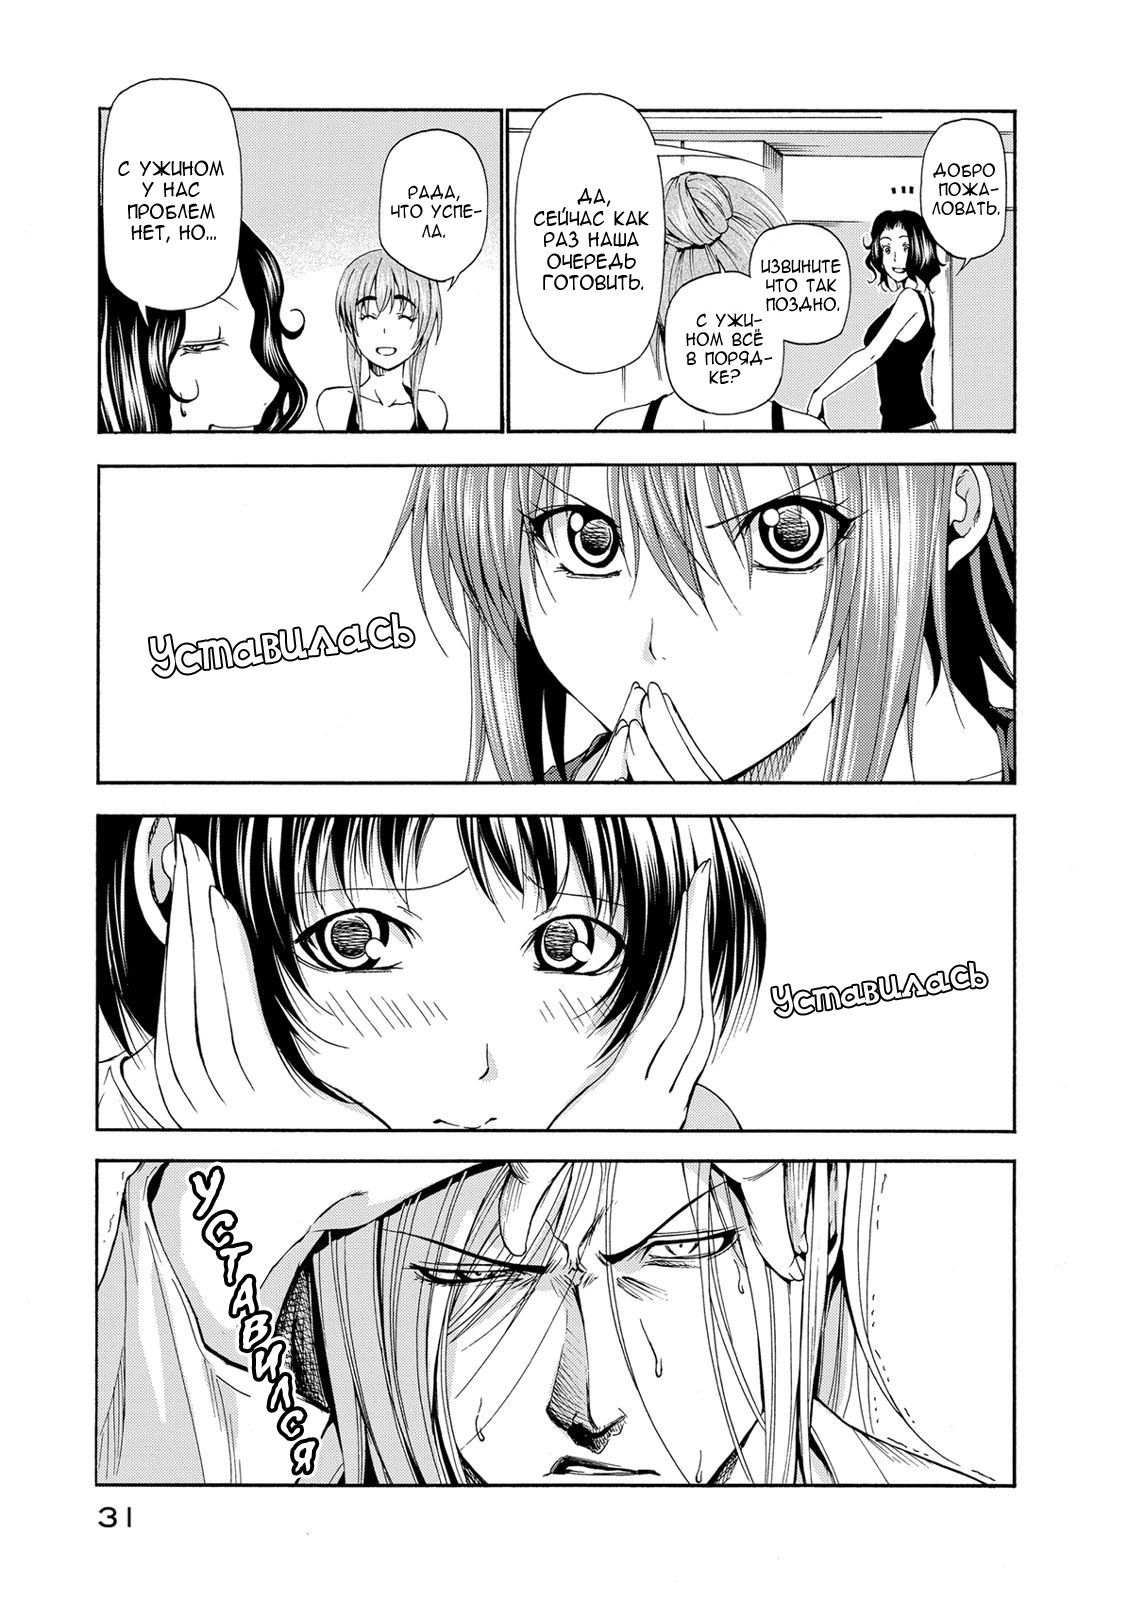 ДОБРО
ПОЖА-
ЛОВАТЬ.
ИЗВИНИТЕ
ЧТО ТАК
ПОЗДНО.
С УЖИ-
НОМ ВСЁ
В ПОРЯД-
КЕ?
ДА,
СЕЙЧАС КАК
РАЗ НАША
ОЧЕРЕДЬ
ГОТОВИТЬ.
РАДА,
ЧТО УСПЕ-
ЛА.
С УЖИНОМ
У НАС
ПРОБЛЕМ
НЕТ, НО...
УСТАВИЛАСЬ
УСТАВИЛАСЬ
УСТАВИЛСЯ
31